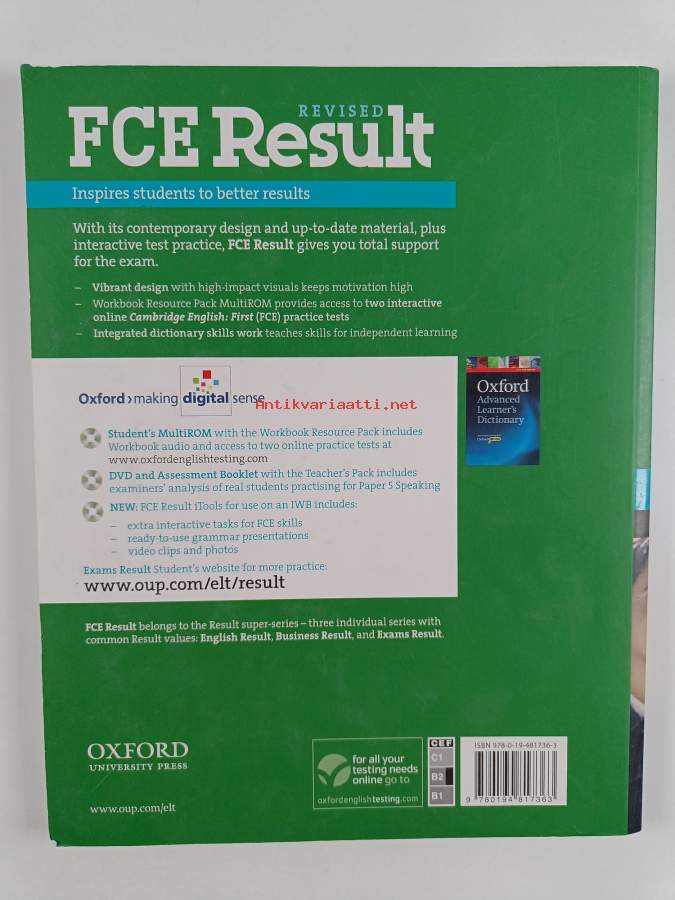 REVISED
FCE Result
Inspires students to better results
With its contemporary design and up-to-date material, plus
interactive test practice, FCE Result gives you total support
for the exam.
– Vibrant design with high-impact visuals keeps motivation high
– Workbook Resource Pack MultiROM provides access to two interactive
online Cambridge English: First (FCE) practice tests
– Integrated dictionary skills work teaches skills for independent learning
Oxford › making digital sense
Antikvariaatti.net
Student's MultiROM with the Workbook Resource Pack includes
Workbook audio and access to two online practice tests at
www.oxfordenglishtesting.com
DVD and Assessment Booklet with the Teacher's Pack includes
examiners' analysis of real students practising for Paper 5 Speaking
NEW: FCE Result iTools for use on an IWB includes:
– extra interactive tasks for FCE skills
– ready-to-use grammar presentations
– video clips and photos
Exams Result Student's website for more practice:
www.oup.com/elt/result
Oxford
Advanced
Learner's
Dictionary
FCE Result belongs to the Result super-series – three individual series with
common Result values: English Result, Business Result, and Exams Result.
OXFORD
UNIVERSITY PRESS
www.oup.com/elt
for all your
testing needs
online go to
oxfordenglishtesting.com
CEF
C1
B2
B1
ISBN 978-0-19-481736-3
9 780194 817363